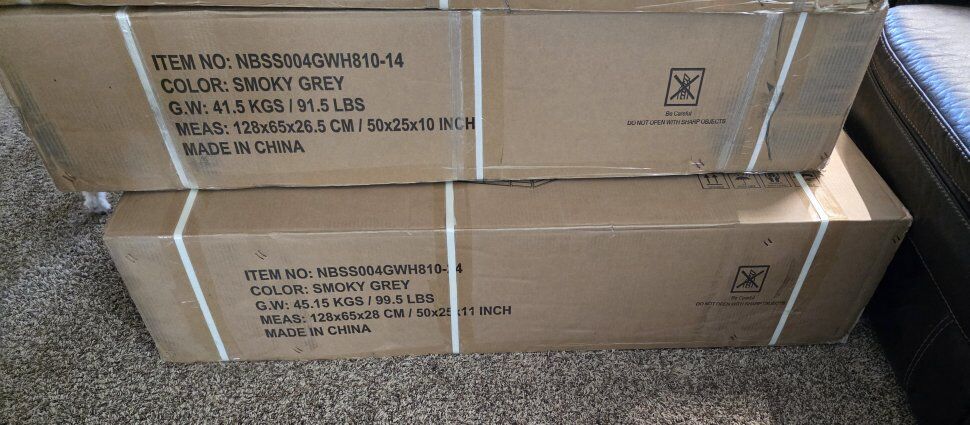 ITEM NO: NBSS004GWH810-14
COLOR: SMOKY GREY
G.W: 41.5 KGS / 91.5 LBS
MEAS: 128x65x26.5 CM / 50x25x10 INCH
MADE IN CHINA
Be Careful
DO NOT OPEN WITH SHARP OBJECTS
ITEM NO: NBSS004GWH810-24
COLOR: SMOKY GREY
G.W: 45.15 KGS / 99.5 LBS
MEAS: 128x65x28 CM / 50x25x11 INCH
MADE IN CHINA
Be Careful
DO NOT OPEN WITH SHARP OBJECTS